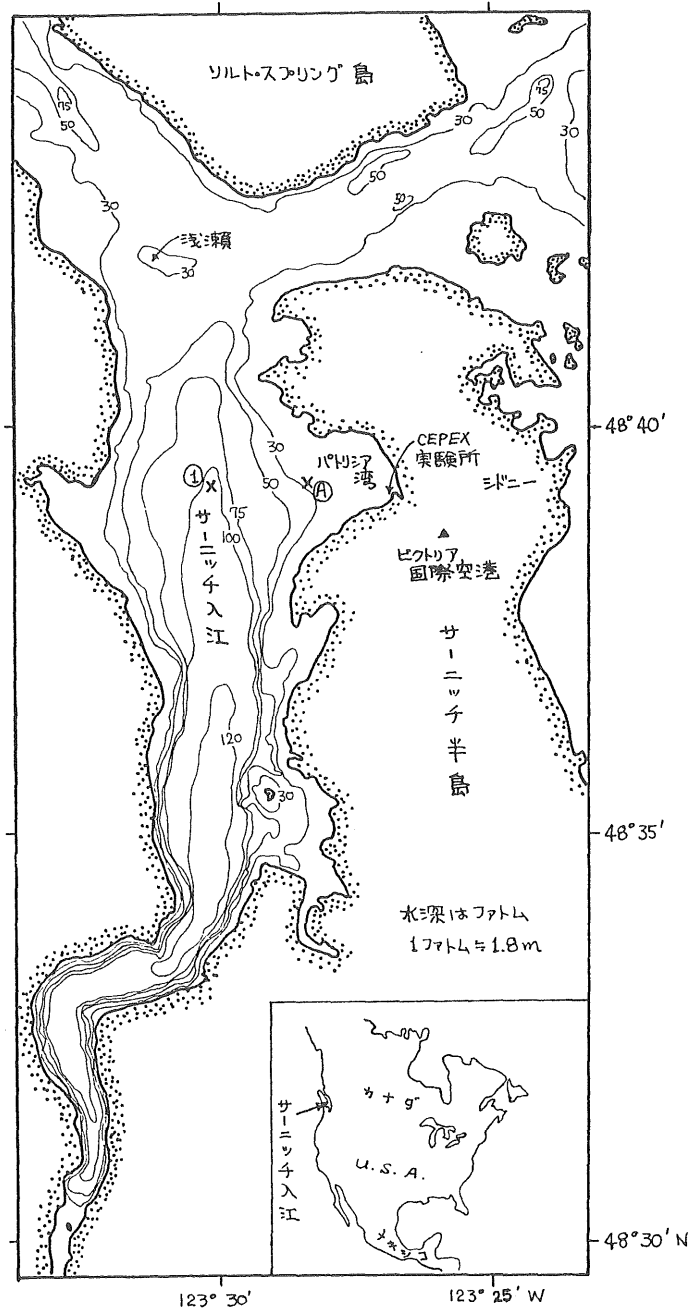 ソルト・スプリング島
75
50
75
50
30
30
50
50
30
浅瀬
30
48°40'
30
パトリシア
湾
CEPEX
実験所
シドニー
①
A
50
75
100
サーニッチ入江
ビクトリア
国際空港
サーニッチ半島
120
30
48°35'
水深はファトム
1ファトム≒1.8m
カナダ
サーニッチ入江
U.S.A.
メキシコ
48°30'N
123°30'
123°25'W